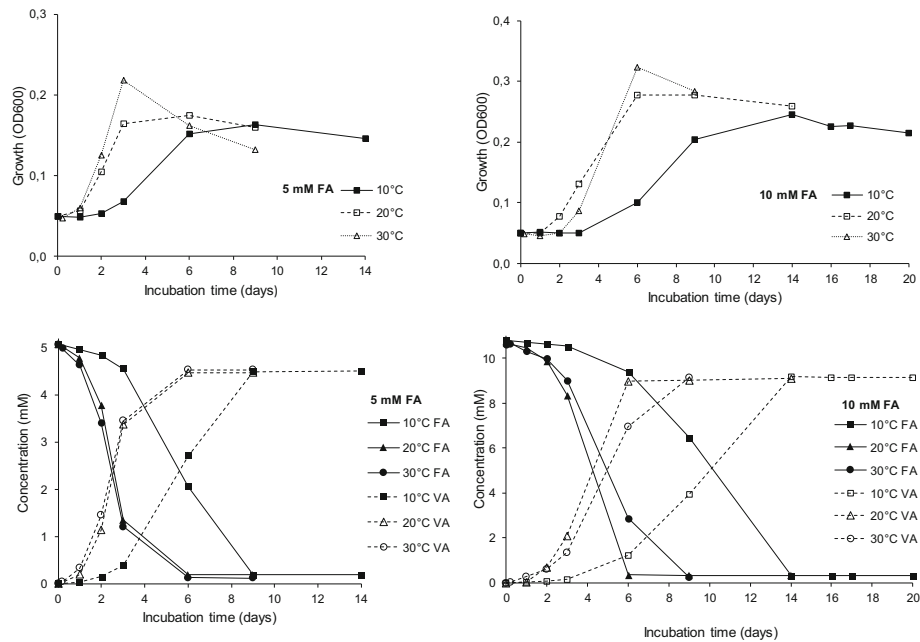 0,3
0,2
0,1
0,0
Growth (OD600)
5 mM FA
10°C
20°C
30°C
0 2 4 6 8 10 12 14
Incubation time (days)
0,4
0,3
0,2
0,1
0,0
Growth (OD600)
10 mM FA
10°C
20°C
30°C
0 2 4 6 8 10 12 14 16 18 20
Incubation time (days)
5
4
3
2
1
0
Concentration (mM)
5 mM FA
10°C FA
20°C FA
30°C FA
10°C VA
20°C VA
30°C VA
0 2 4 6 8 10 12 14
Incubation time (days)
10
8
6
4
2
0
Concentration (mM)
10 mM FA
10°C FA
20°C FA
30°C FA
10°C VA
20°C VA
30°C VA
0 2 4 6 8 10 12 14 16 18 20
Incubation time (days)